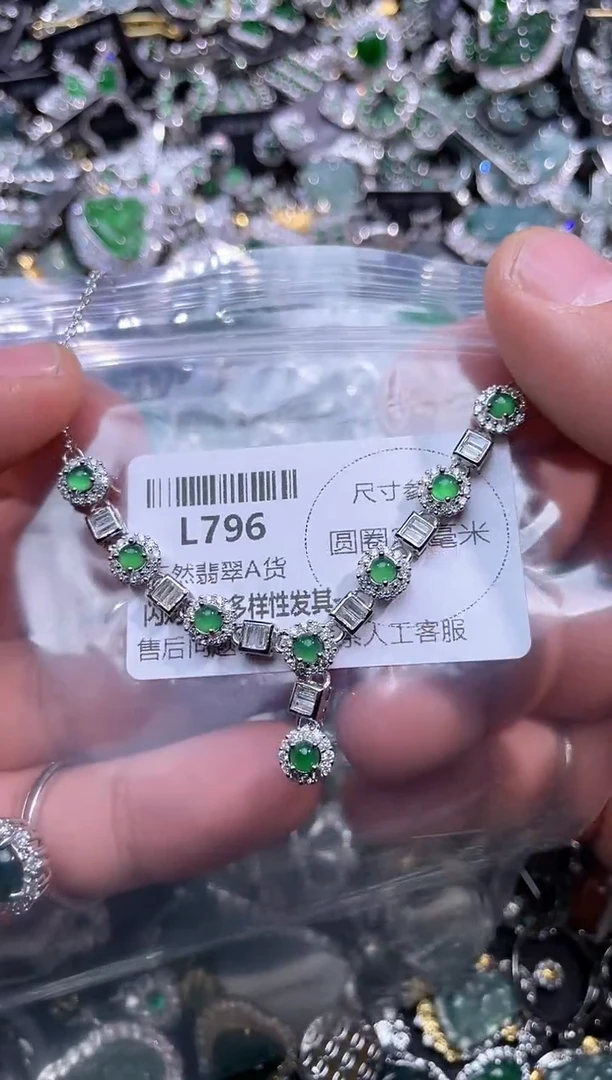 L796
尺寸参
圆圈 毫米
然翡翠A货
多样性发其
售后问题 人工客服